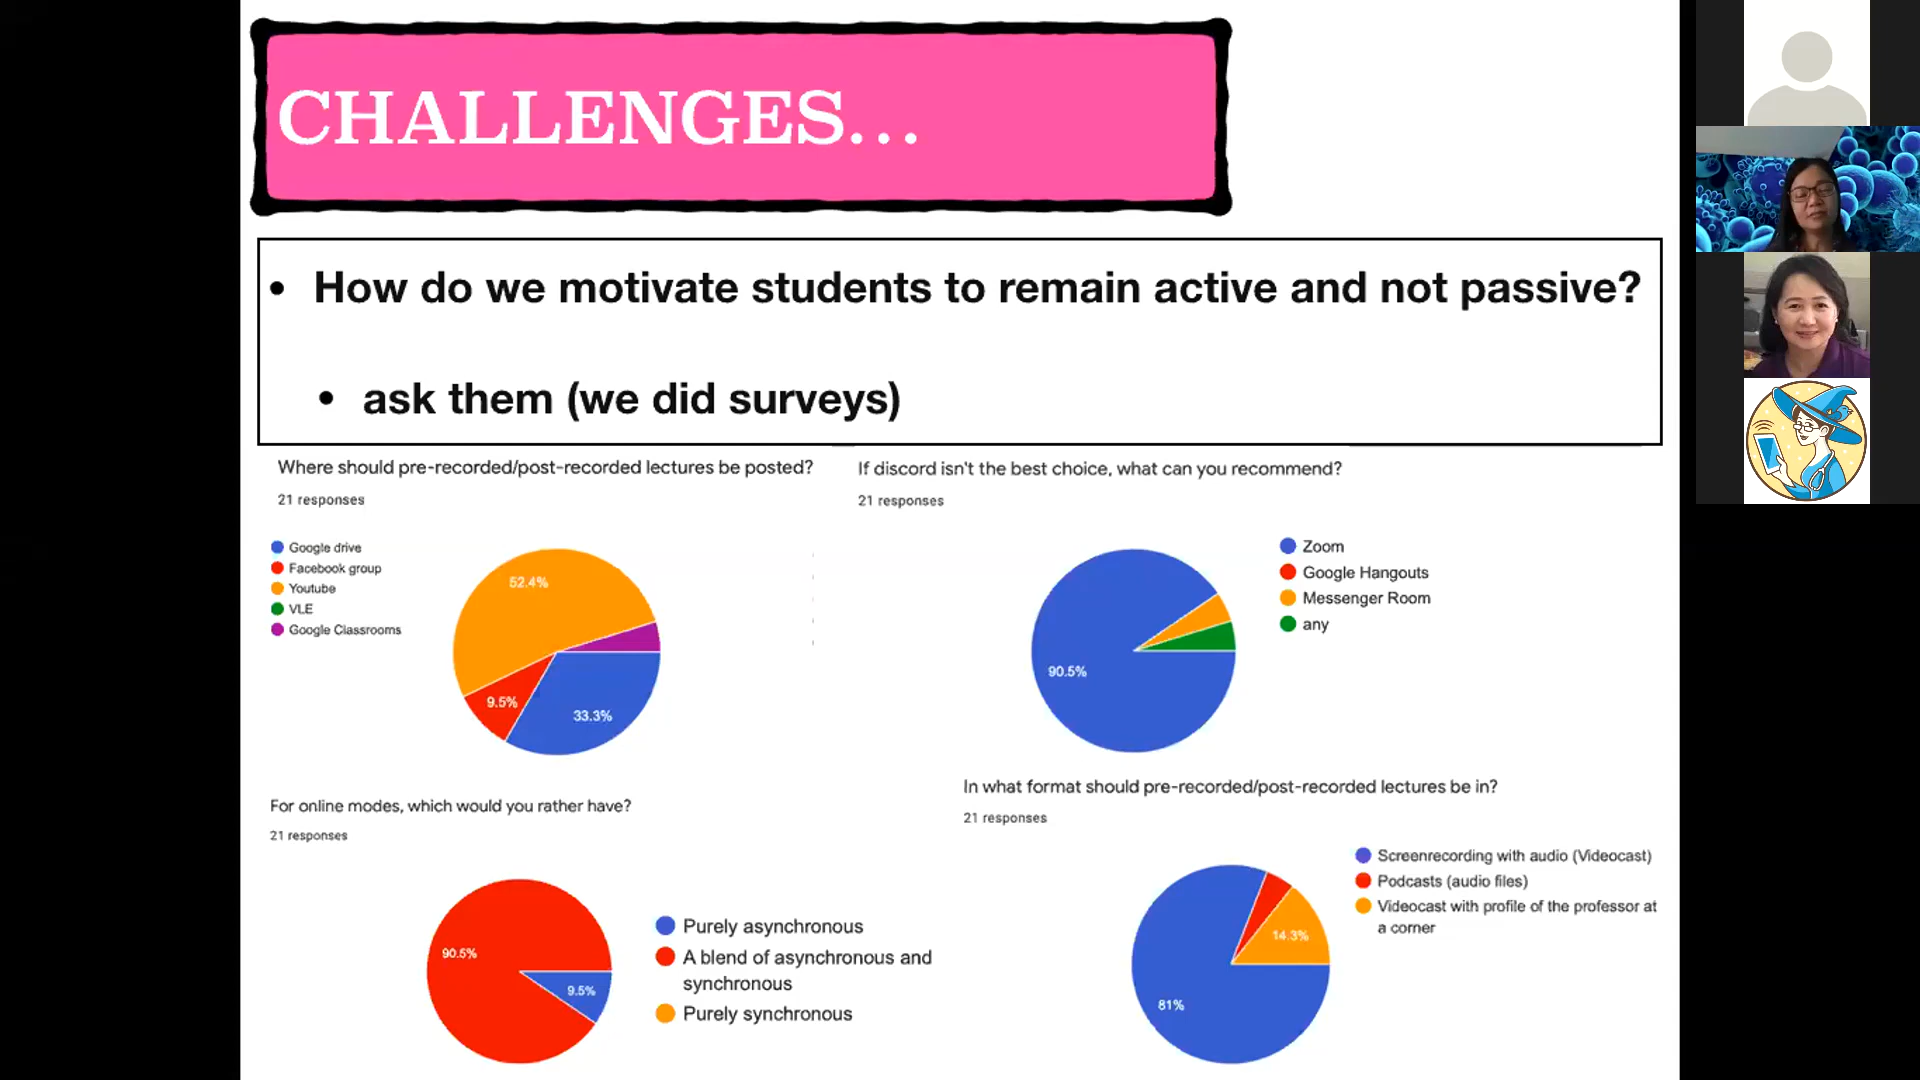 CHALLENGES...
• How do we motivate students to remain active and not passive?
• ask them (we did surveys)
Where should pre-recorded/post-recorded lectures be posted?
21 responses
Google drive
Facebook group
Youtube
VLE
Google Classrooms
52.4%
9.5%
33.3%
If discord isn't the best choice, what can you recommend?
21 responses
Zoom
Google Hangouts
Messenger Room
any
90.5%
For online modes, which would you rather have?
21 responses
90.5%
9.5%
Purely asynchronous
A blend of asynchronous and
synchronous
Purely synchronous
In what format should pre-recorded/post-recorded lectures be in?
21 responses
Screenrecording with audio (Videocast)
Podcasts (audio files)
Videocast with profile of the professor at
a corner
14.3%
81%